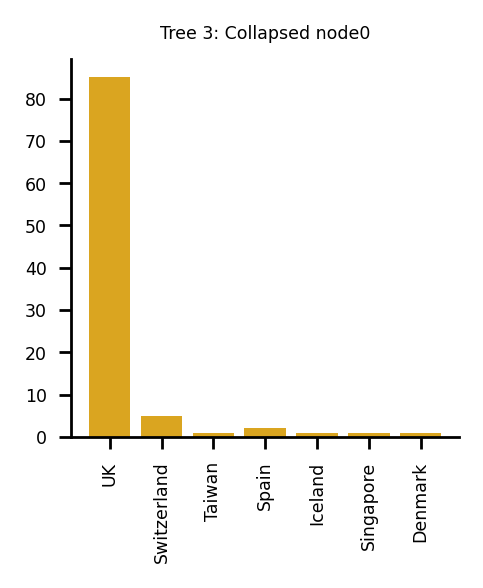 Tree 3: Collapsed node0
80
70
60
50
40
30
20
10
0
UK
Switzerland
Taiwan
Spain
Iceland
Singapore
Denmark